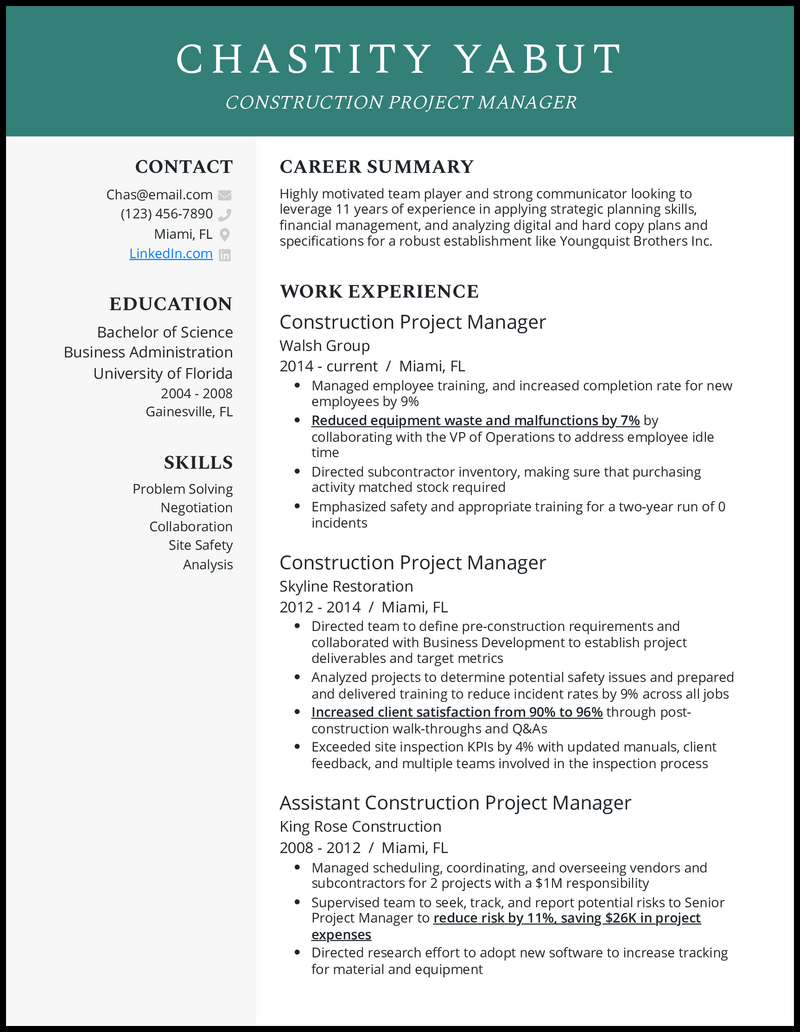 CHASTITY YABUT
CONSTRUCTION PROJECT MANAGER
CONTACT
Chas@email.com
(123) 456-7890
Miami, FL
LinkedIn.com
EDUCATION
Bachelor of Science
Business Administration
University of Florida
2004 - 2008
Gainesville, FL
SKILLS
Problem Solving
Negotiation
Collaboration
Site Safety
Analysis
CAREER SUMMARY
Highly motivated team player and strong communicator looking to
leverage 11 years of experience in applying strategic planning skills,
financial management, and analyzing digital and hard copy plans and
specifications for a robust establishment like Youngquist Brothers Inc.
WORK EXPERIENCE
Construction Project Manager
Walsh Group
2014 - current / Miami, FL
• Managed employee training, and increased completion rate for new
employees by 9%
• Reduced equipment waste and malfunctions by 7% by
collaborating with the VP of Operations to address employee idle
time
• Directed subcontractor inventory, making sure that purchasing
activity matched stock required
• Emphasized safety and appropriate training for a two-year run of 0
incidents
Construction Project Manager
Skyline Restoration
2012 - 2014 / Miami, FL
• Directed team to define pre-construction requirements and
collaborated with Business Development to establish project
deliverables and target metrics
• Analyzed projects to determine potential safety issues and prepared
and delivered training to reduce incident rates by 9% across all jobs
• Increased client satisfaction from 90% to 96% through post-
construction walk-throughs and Q&As
• Exceeded site inspection KPIs by 4% with updated manuals, client
feedback, and multiple teams involved in the inspection process
Assistant Construction Project Manager
King Rose Construction
2008 - 2012 / Miami, FL
• Managed scheduling, coordinating, and overseeing vendors and
subcontractors for 2 projects with a $1M responsibility
• Supervised team to seek, track, and report potential risks to Senior
Project Manager to reduce risk by 11%, saving $26K in project
expenses
• Directed research effort to adopt new software to increase tracking
for material and equipment